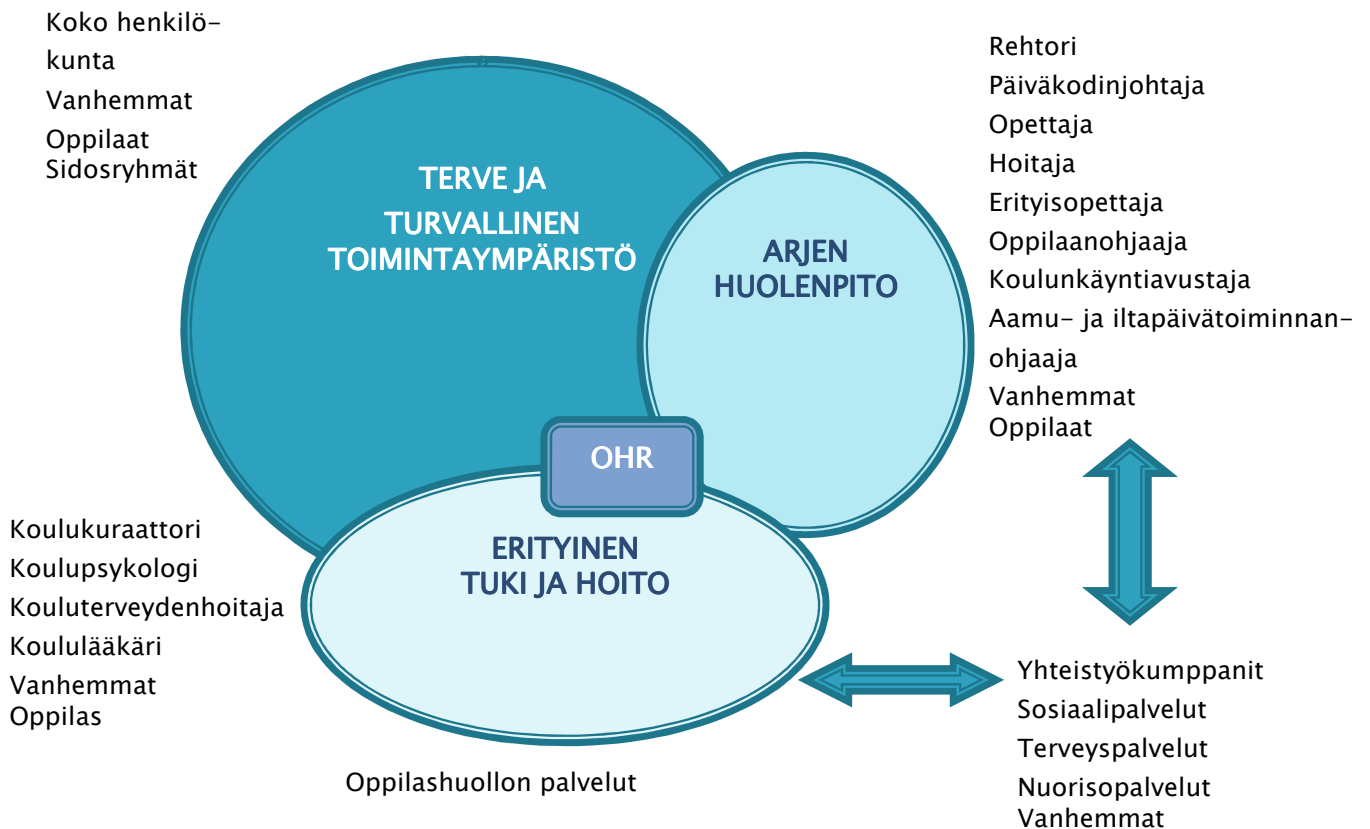 Koko henkilö-
kunta
Vanhemmat
Oppilaat
Sidosryhmät
TERVE JA
TURVALLINEN
TOIMINTAYMPÄRISTÖ
ARJEN
HUOLENPITO
Rehtori
Päiväkodinjohtaja
Opettaja
Hoitaja
Erityisopettaja
Oppilaanohjaaja
Koulunkäyntiavustaja
Aamu- ja iltapäivätoiminnan-
ohjaaja
Vanhemmat
Oppilaat
OHR
Koulukuraattori
Koulupsykologi
Kouluterveydenhoitaja
Koululääkäri
Vanhemmat
Oppilas
ERITYINEN
TUKI JA HOITO
Yhteistyökumppanit
Sosiaalipalvelut
Terveyspalvelut
Nuorisopalvelut
Vanhemmat
Oppilashuollon palvelut